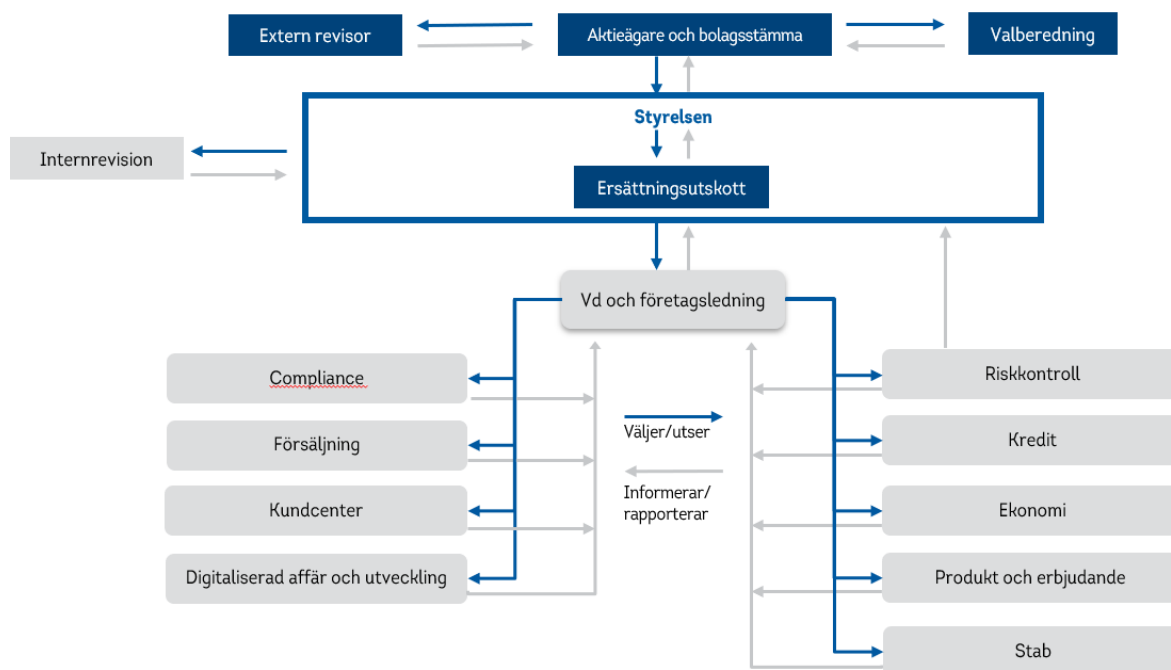 Extern revisor
Aktieägare och bolagsstämma
Valberedning
Styrelsen
Internrevision
Ersättningsutskott
Vd och företagsledning
Compliance
Riskkontroll
Väljer/utser
Försäljning
Kredit
Informerar/
rapporterar
Kundcenter
Ekonomi
Digitaliserad affär och utveckling
Produkt och erbjudande
Stab